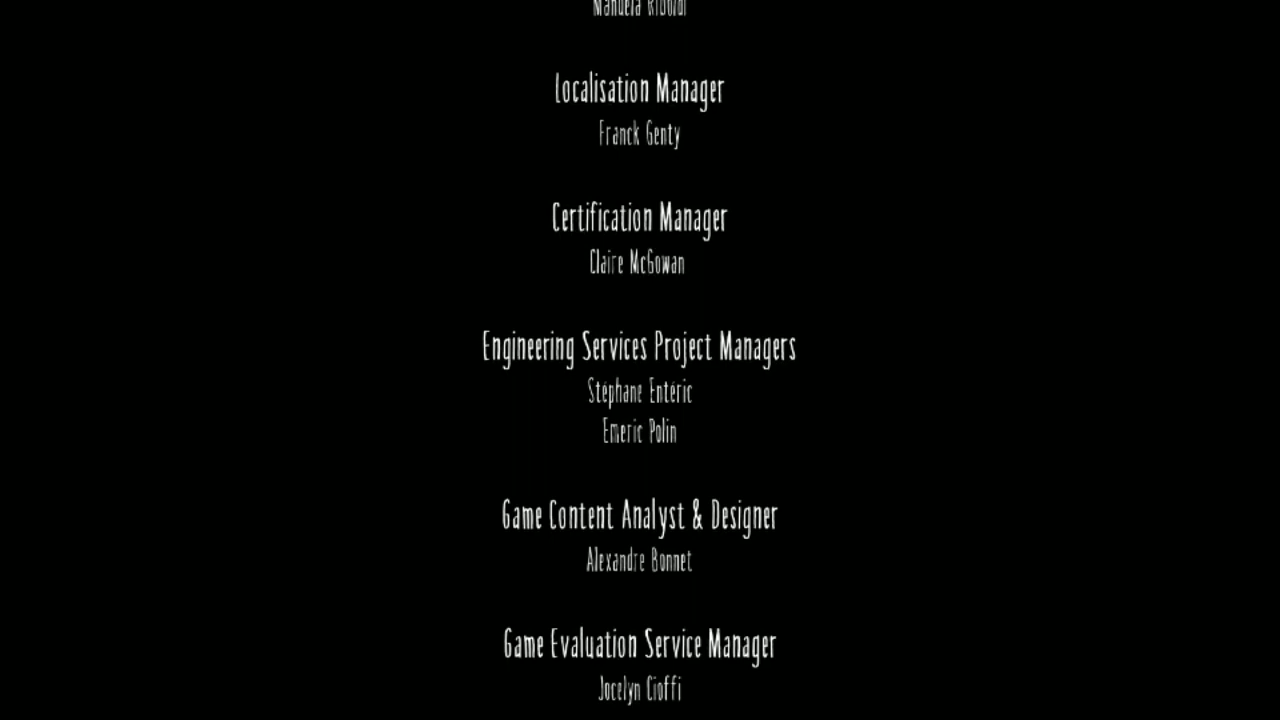 Localisation Manager
Franck Genty
Certification Manager
Claire McGowan
Engineering Services Project Managers
Stéphane Entéric
Emeric Polin
Game Content Analyst & Designer
Alexandre Bonnet
Game Evaluation Service Manager
Jocelyn Cioffi